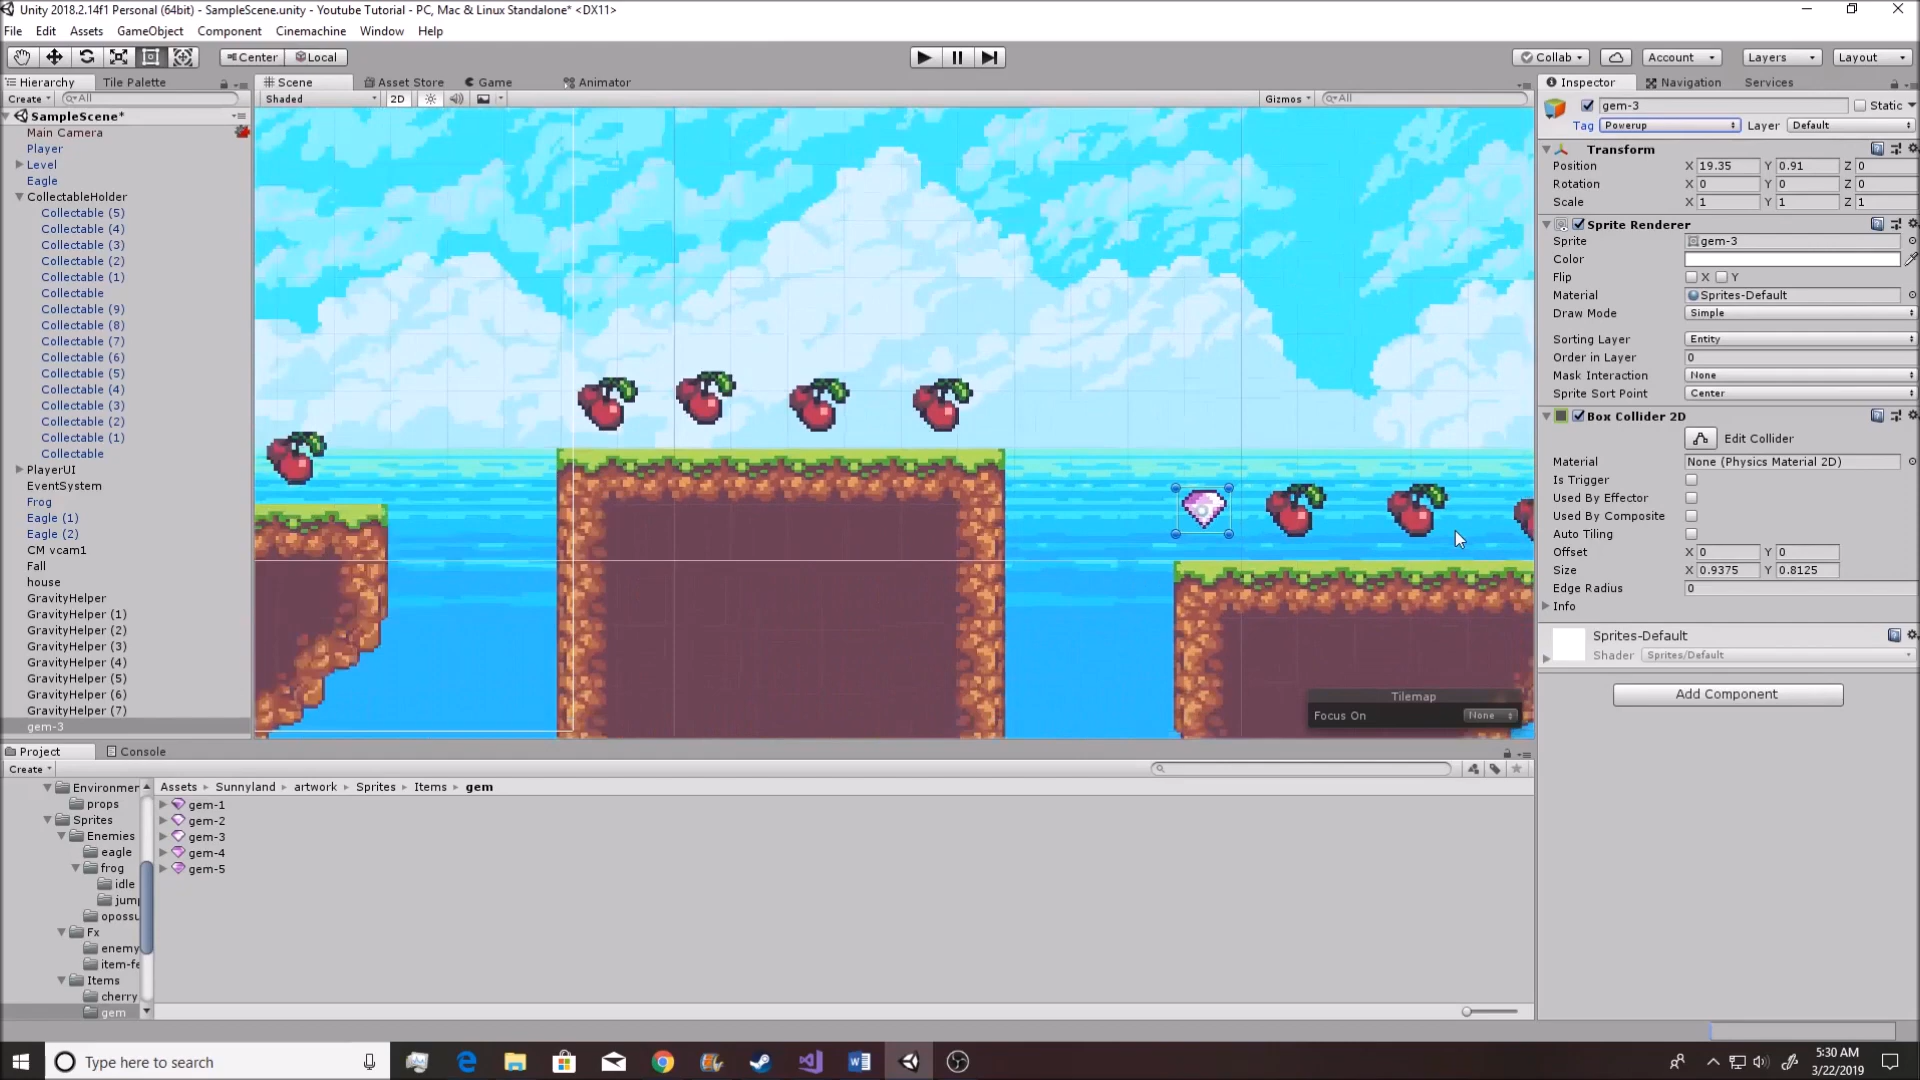 Unity 2018.2.14f1 Personal (64bit) - SampleScene.unity - Youtube Tutorial - PC, Mac & Linux Standalone* <DX11>
File Edit Assets GameObject Component Cinemachine Window Help
Center Local Collab Account Layers Layout
Hierarchy Tile Palette Scene Asset Store Game Animator Inspector Navigation Services
Create All Shaded 2D Gizmos All
SampleScene*
Main Camera
Player
Level
Eagle
CollectableHolder
Collectable (5)
Collectable (4)
Collectable (3)
Collectable (2)
Collectable (1)
Collectable
Collectable (9)
Collectable (8)
Collectable (7)
Collectable (6)
Collectable (5)
Collectable (4)
Collectable (3)
Collectable (2)
Collectable (1)
Collectable
PlayerUI
EventSystem
Frog
Eagle (1)
Eagle (2)
CM vcam1
Fall
house
GravityHelper
GravityHelper (1)
GravityHelper (2)
GravityHelper (3)
GravityHelper (4)
GravityHelper (5)
GravityHelper (6)
GravityHelper (7)
gem-3
Tilemap
Focus On None
gem-3 Static
Tag Powerup Layer Default
Transform
Position X 19.35 Y 0.91 Z 0
Rotation X 0 Y 0 Z 0
Scale X 1 Y 1 Z 1
Sprite Renderer
Sprite gem-3
Color
Flip X Y
Material Sprites-Default
Draw Mode Simple
Sorting Layer Entity
Order in Layer 0
Mask Interaction None
Sprite Sort Point Center
Box Collider 2D
Edit Collider
Material None (Physics Material 2D)
Is Trigger
Used By Effector
Used By Composite
Auto Tiling
Offset X 0 Y 0
Size X 0.9375 Y 0.8125
Edge Radius 0
Info
Sprites-Default
Shader Sprites/Default
Add Component
Project Console
Create
Environmen
props
Sprites
Enemies
eagle
frog
idle
jump
opossu
Fx
enemy
item-fe
Items
cherry
gem
Assets Sunnyland artwork Sprites Items gem
gem-1
gem-2
gem-3
gem-4
gem-5
Type here to search
5:30 AM
3/22/2019